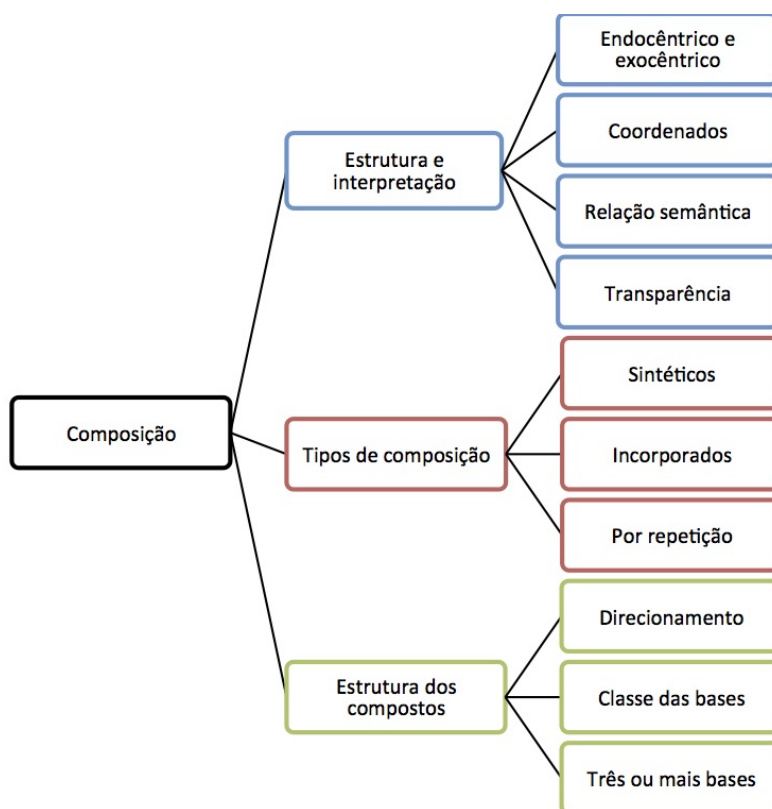 Endocêntrico e
exocêntrico
Coordenados
Estrutura e
interpretação
Relação semântica
Transparência
Sintéticos
Composição
Tipos de composição
Incorporados
Por repetição
Direcionamento
Estrutura dos
compostos
Classe das bases
Três ou mais bases